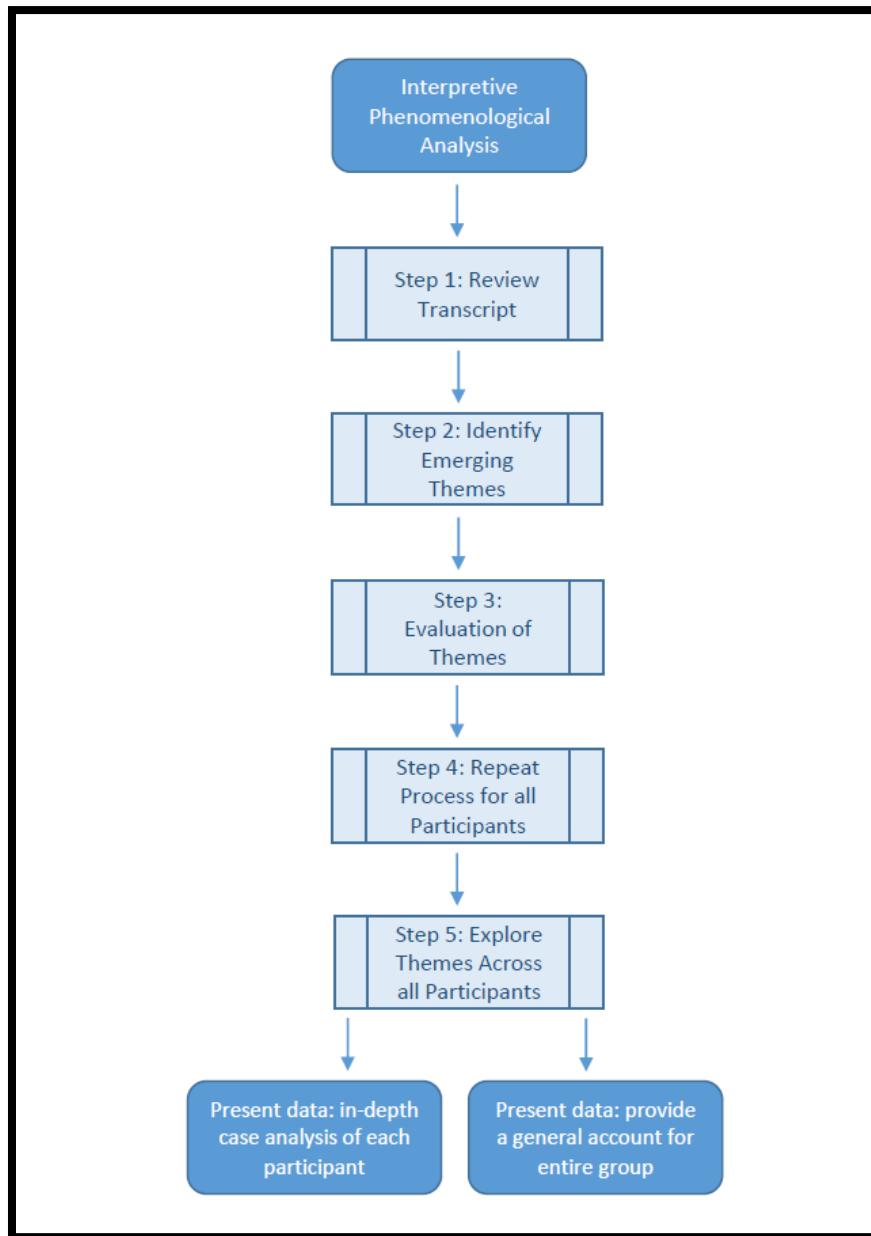 Interpretive
Phenomenological
Analysis
Step 1: Review
Transcript
Step 2: Identify
Emerging
Themes
Step 3:
Evaluation of
Themes
Step 4: Repeat
Process for all
Participants
Step 5: Explore
Themes Across
all Participants
Present data: in-depth
case analysis of each
participant
Present data: provide
a general account for
entire group